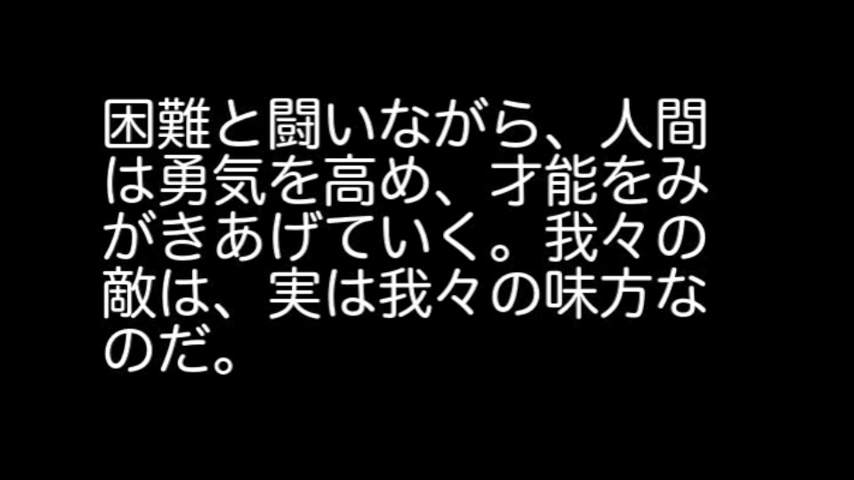 困難と闘いながら、人間
は勇気を高め、才能をみ
がきあげていく。我々の
敵は、実は我々の味方な
のだ。